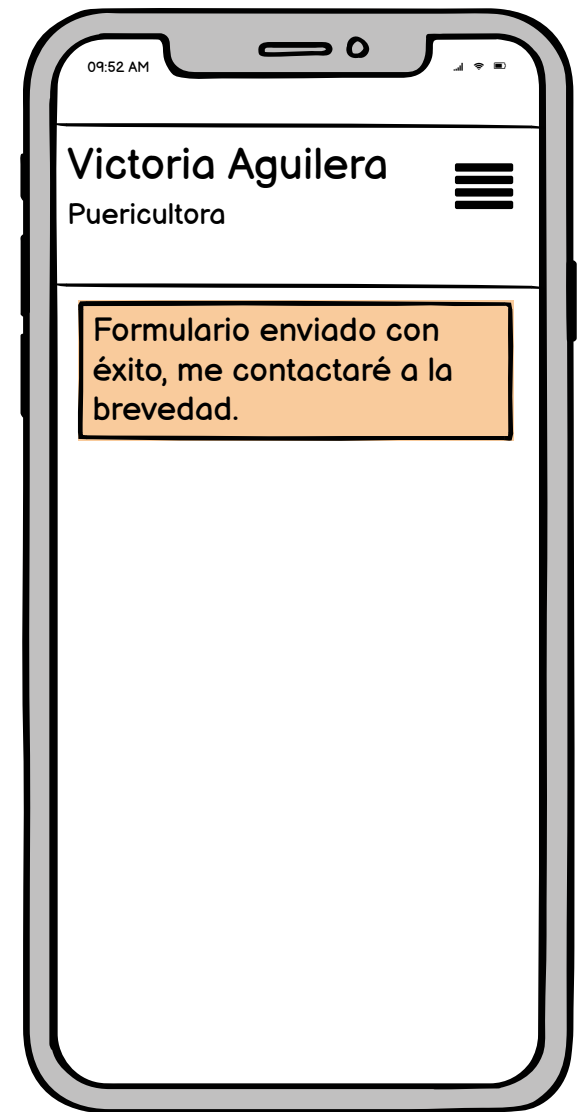 09:52 AM
Victoria Aguilera
Puericultora
Formulario enviado con
éxito, me contactaré a la
brevedad.